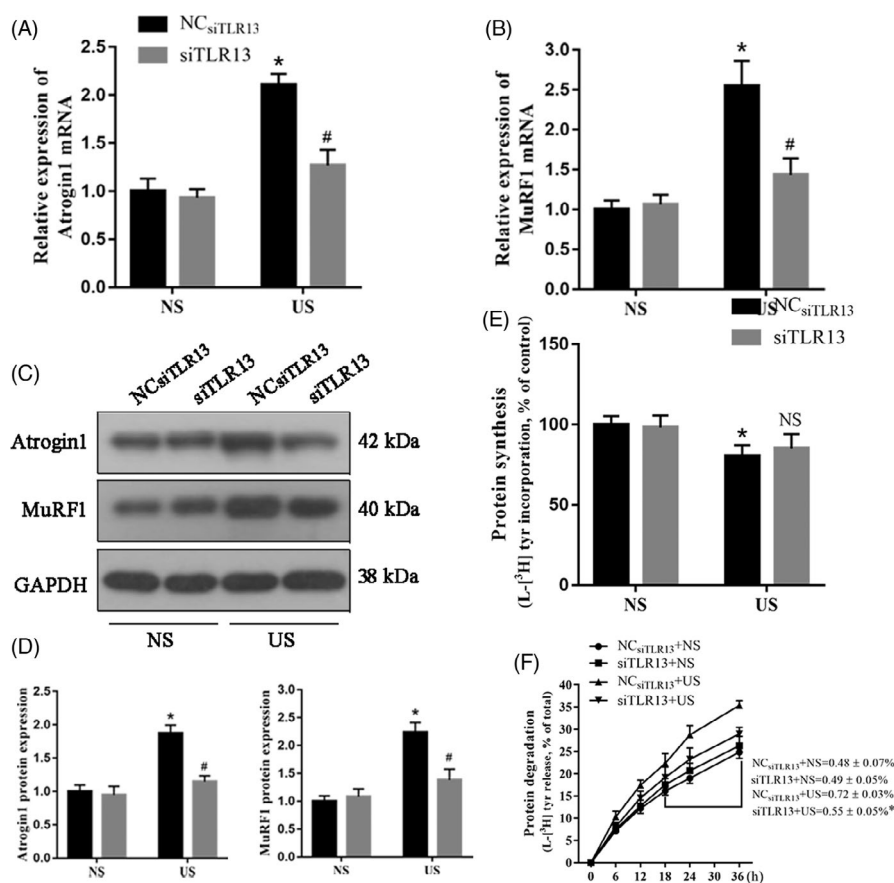 (A)
NCsiTLR13
siTLR13
Relative expression of
Atrogin1 mRNA
2.5
2.0
1.5
1.0
0.5
0.0
*
#
NS
US
(B)
Relative expression of
MuRF1 mRNA
3.0
2.5
2.0
1.5
1.0
0.5
0.0
*
#
NS
US
(C)
NCsiTLR13
siTLR13
NCsiTLR13
siTLR13
Atrogin1
42 kDa
MuRF1
40 kDa
GAPDH
38 kDa
NS
US
(D)
Atrogin1 protein expression
2.5
2.0
1.5
1.0
0.5
0.0
*
#
NS
US
MuRF1 protein expression
3.0
2.5
2.0
1.5
1.0
0.5
0.0
*
#
NS
US
(E)
NCsiTLR13
siTLR13
Protein synthesis
(L-[³H] tyr incorporation, % of control)
150
100
50
0
*
NS
NS
US
(F)
NCsiTLR13+NS
siTLR13+NS
NCsiTLR13+US
siTLR13+US
Protein degradation
(L-[³H] tyr release, % of total)
40
35
30
25
20
15
10
5
0
0 6 12 18 24 30 36 (h)
NCsiTLR13+NS=0.48 ± 0.07%
siTLR13+NS=0.49 ± 0.05%
NCsiTLR13+US=0.72 ± 0.03%
siTLR13+US=0.55 ± 0.05%*